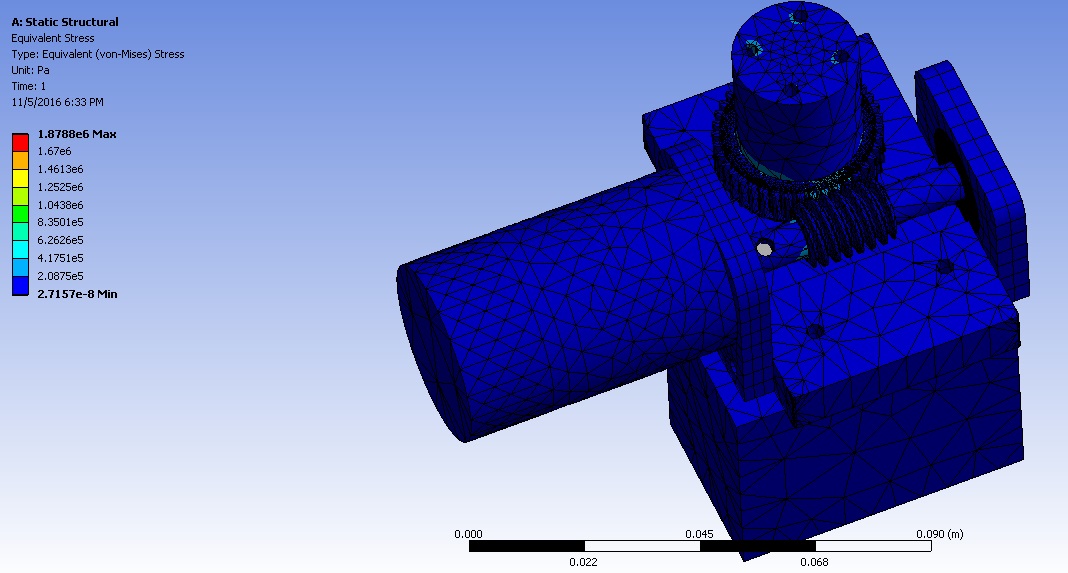 A: Static Structural
Equivalent Stress
Type: Equivalent (von-Mises) Stress
Unit: Pa
Time: 1
11/5/2016 6:33 PM
1.8788e6 Max
1.67e6
1.4613e6
1.2525e6
1.0438e6
8.3501e5
6.2626e5
4.1751e5
2.0875e5
2.7157e-8 Min
0.000 0.045 0.090 (m)
0.022 0.068